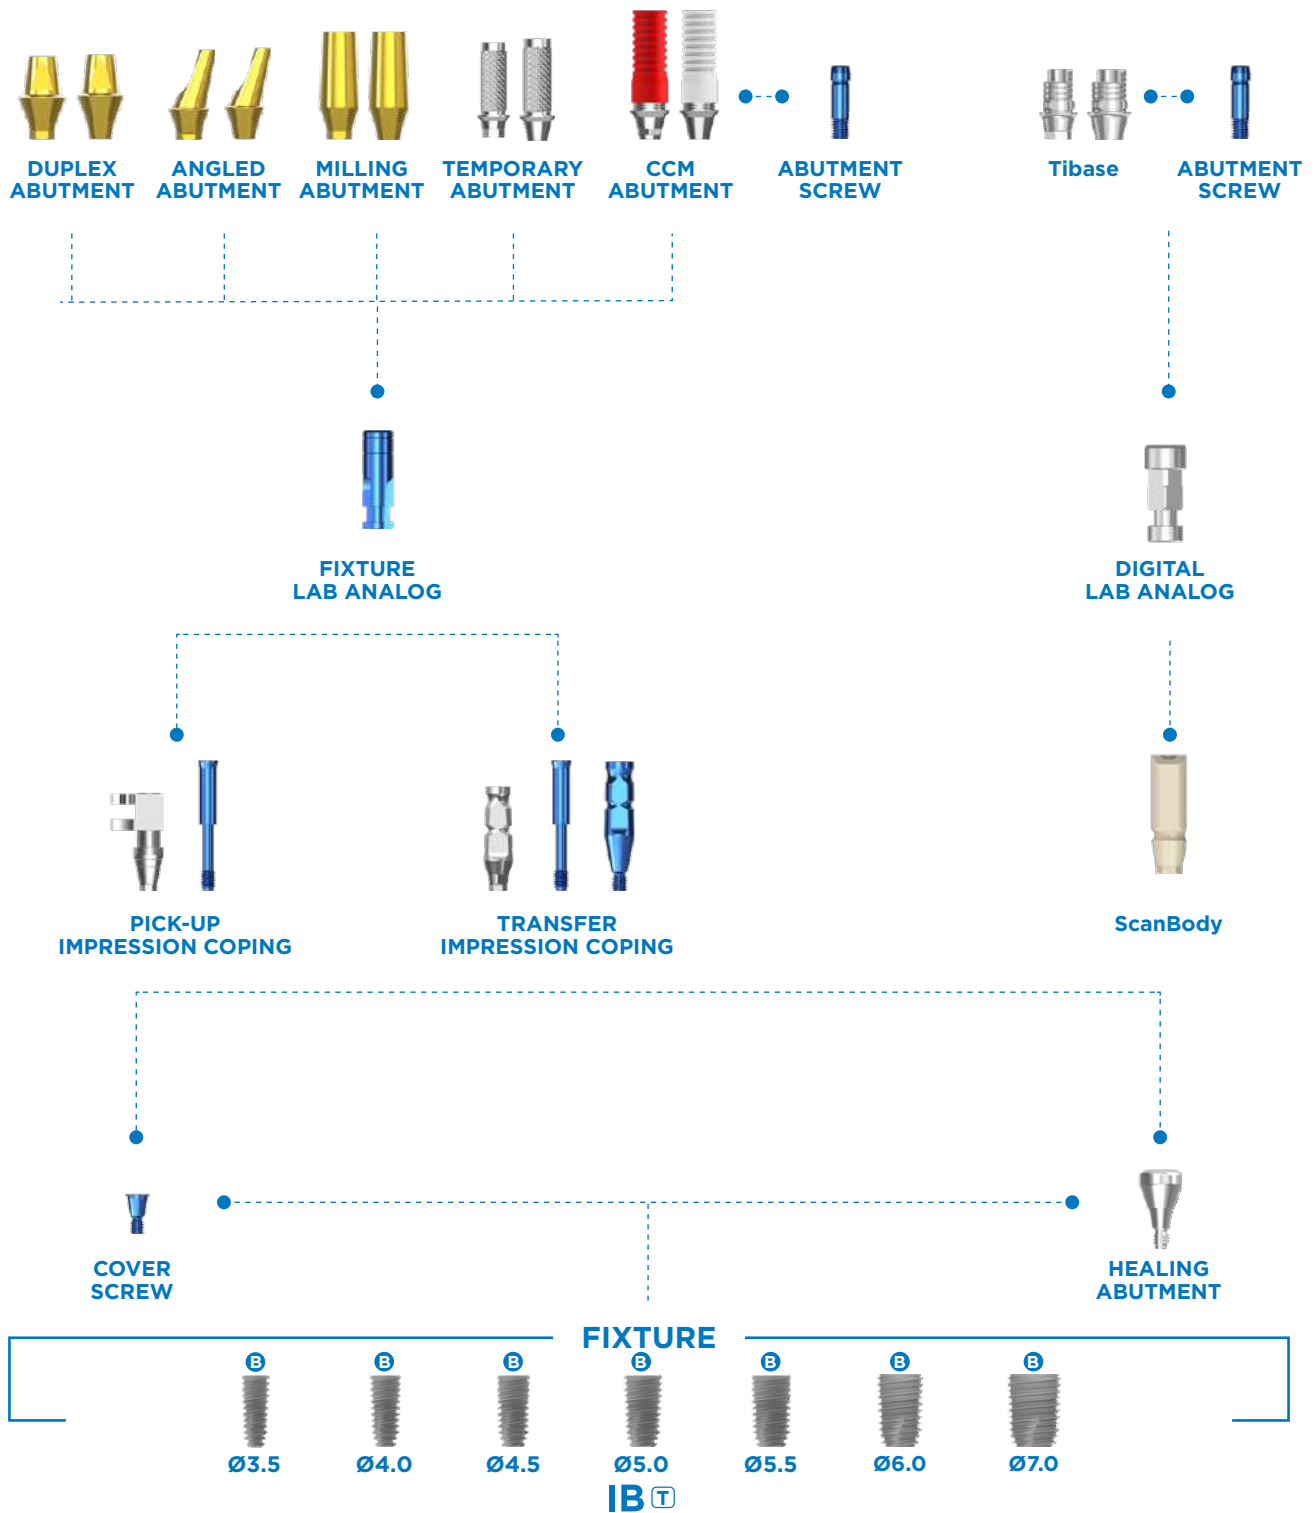 DUPLEX
ABUTMENT
ANGLED
ABUTMENT
MILLING
ABUTMENT
TEMPORARY
ABUTMENT
CCM
ABUTMENT
ABUTMENT
SCREW
Tibase
ABUTMENT
SCREW
FIXTURE
LAB ANALOG
DIGITAL
LAB ANALOG
PICK-UP
IMPRESSION COPING
TRANSFER
IMPRESSION COPING
ScanBody
COVER
SCREW
HEALING
ABUTMENT
FIXTURE
B B B B B B B
Ø3.5 Ø4.0 Ø4.5 Ø5.0 Ø5.5 Ø6.0 Ø7.0
IB T